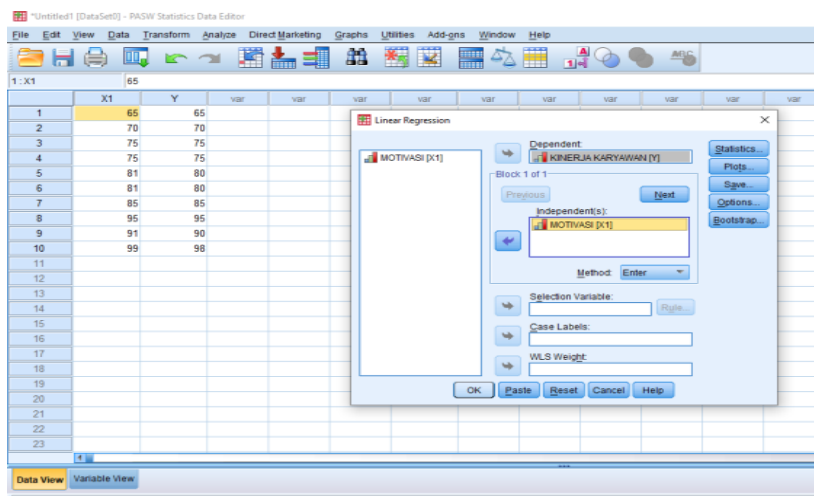 *Untitled1 [DataSet0] - PASW Statistics Data Editor
File Edit View Data Transform Analyze Direct Marketing Graphs Utilities Add-ons Window Help
1 : X1 65
X1 Y var var var var var var var var var
1 65 65
2 70 70
3 75 75
4 75 75
5 81 80
6 81 80
7 85 85
8 95 95
9 91 90
10 99 98
11
12
13
14
15
16
17
18
19
20
21
22
23
Linear Regression
MOTIVASI [X1]
Dependent:
KINERJA KARYAWAN [Y]
Block 1 of 1
Previous Next
Independent(s):
MOTIVASI [X1]
Method: Enter
Selection Variable:
Rule...
Case Labels:
WLS Weight:
Statistics...
Plots...
Save...
Options...
Bootstrap...
OK Paste Reset Cancel Help
Data View Variable View